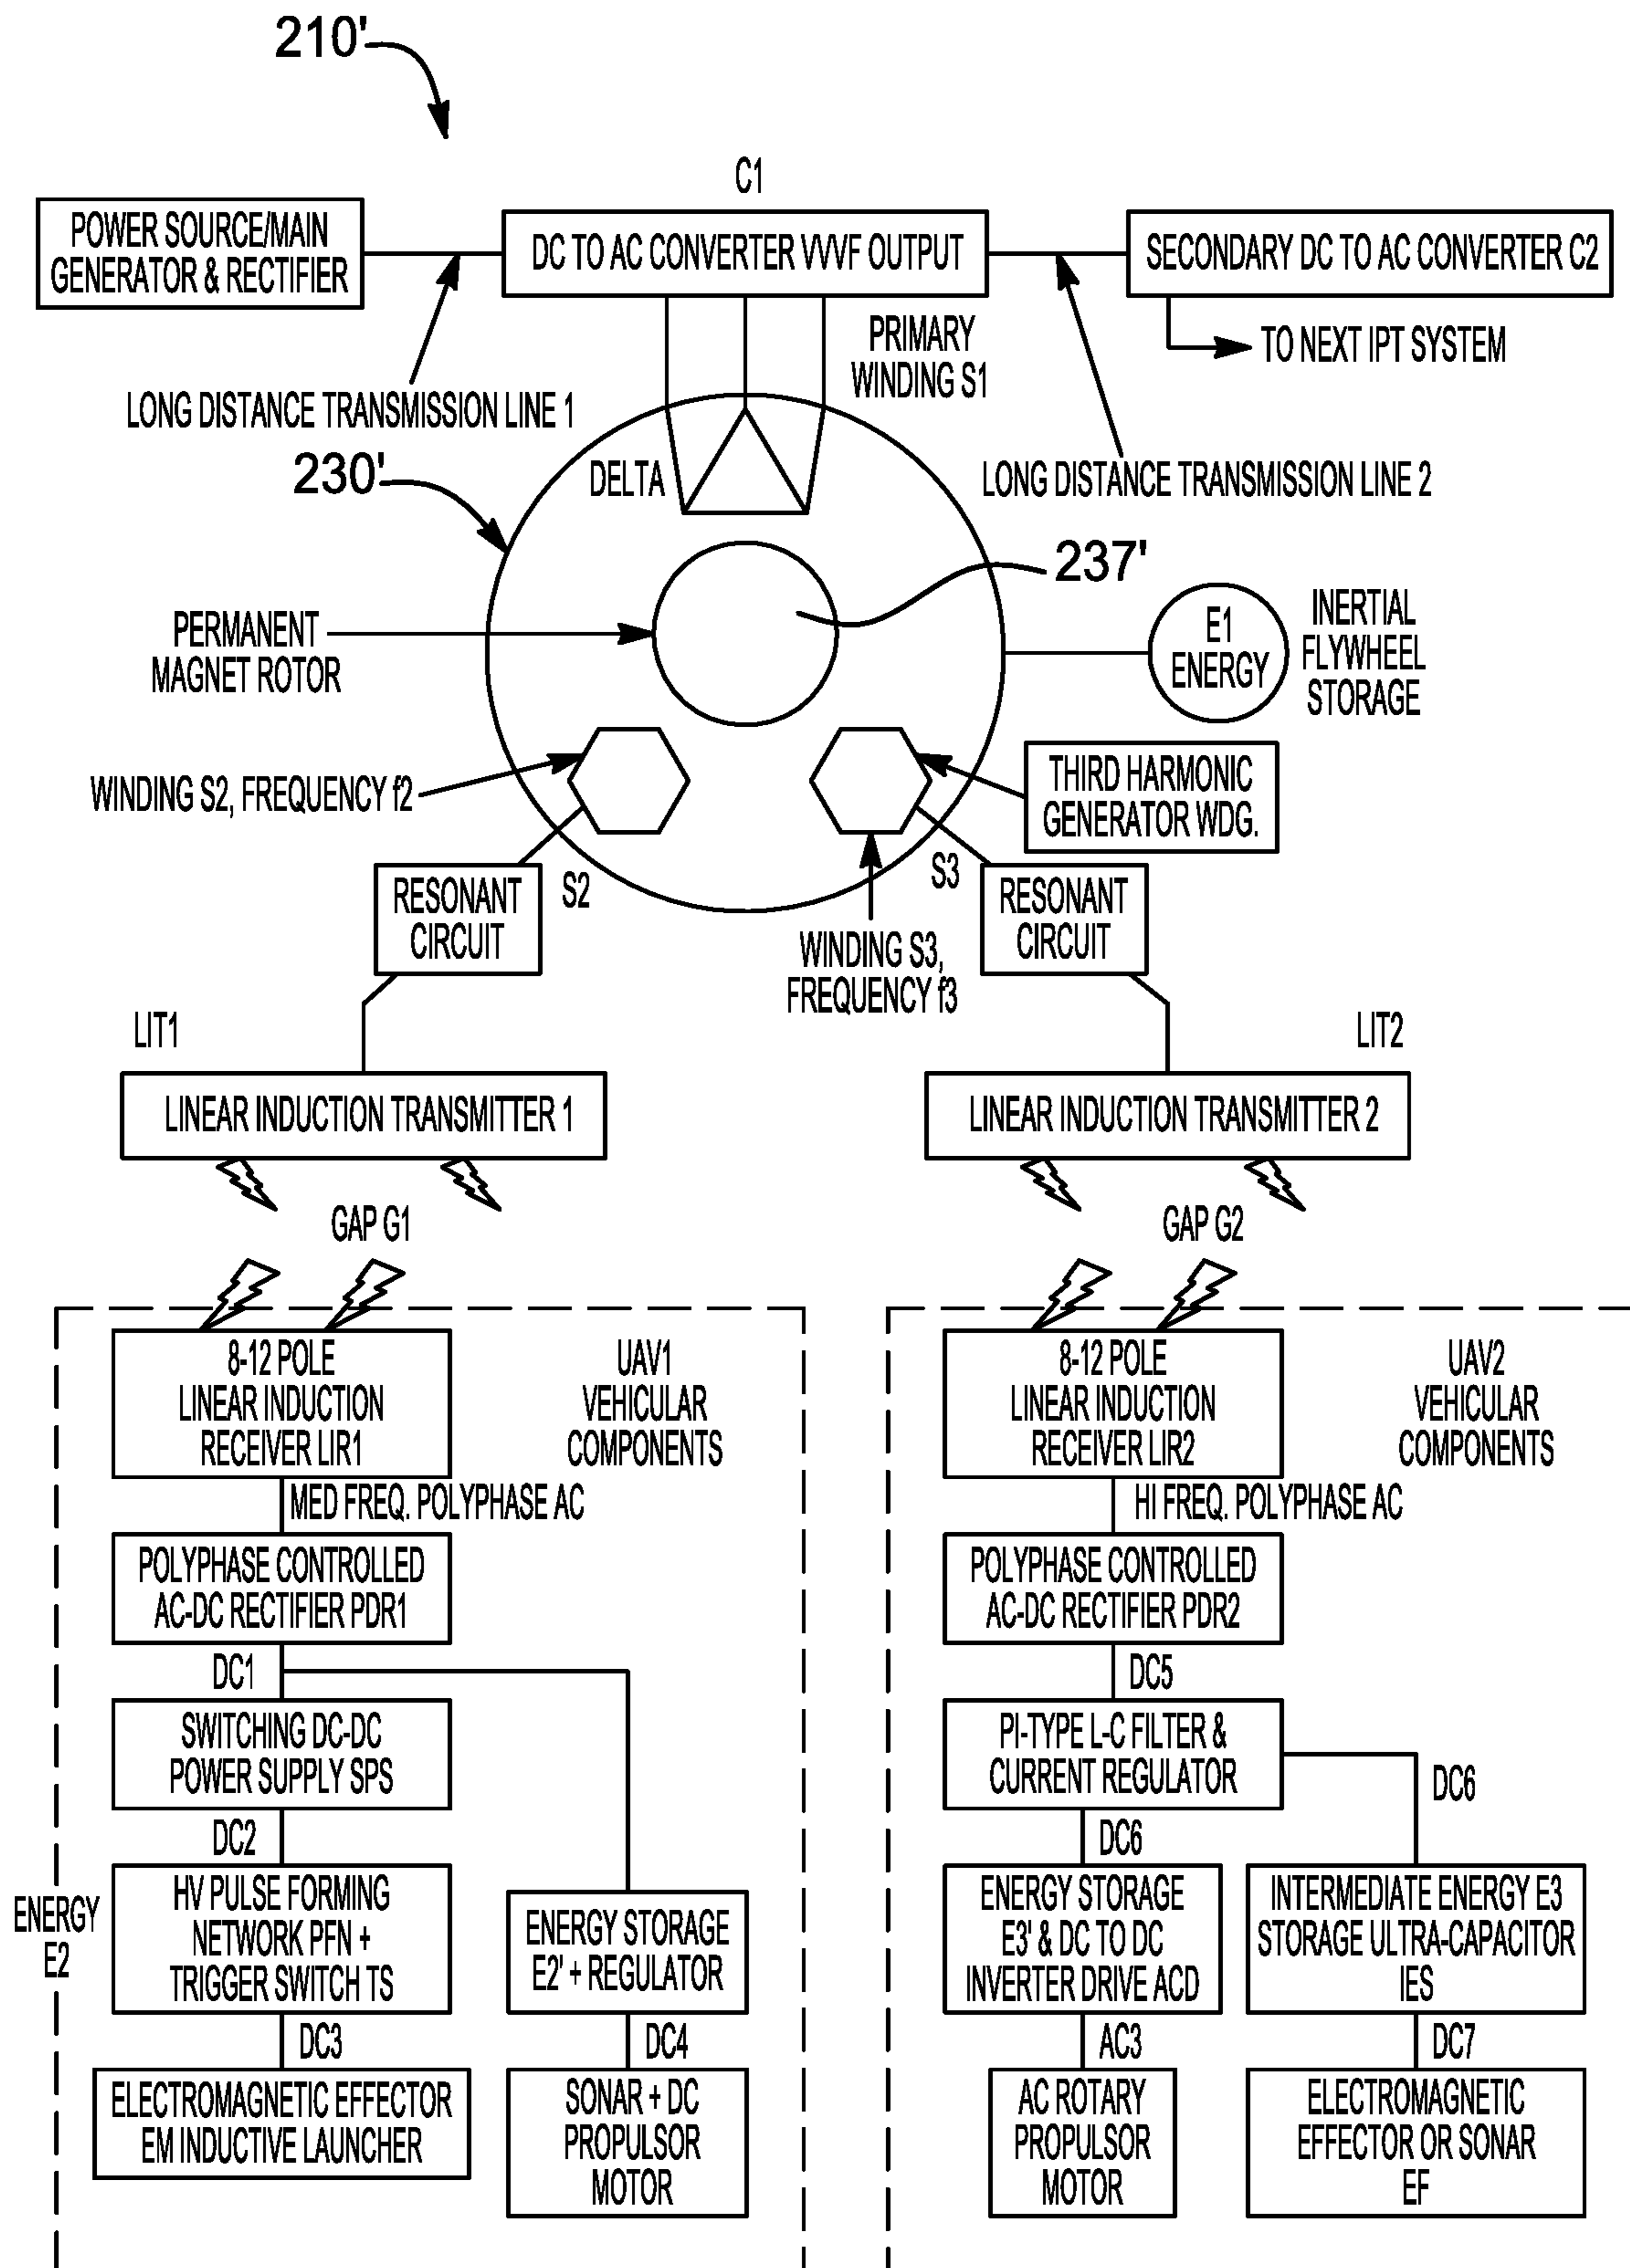 210'
C1
POWER SOURCE/MAIN
GENERATOR & RECTIFIER
DC TO AC CONVERTER VVVF OUTPUT
SECONDARY DC TO AC CONVERTER C2
PRIMARY
WINDING S1
TO NEXT IPT SYSTEM
LONG DISTANCE TRANSMISSION LINE 1
230'
DELTA
LONG DISTANCE TRANSMISSION LINE 2
237'
PERMANENT
MAGNET ROTOR
E1
ENERGY
INERTIAL
FLYWHEEL
STORAGE
WINDING S2, FREQUENCY f2
THIRD HARMONIC
GENERATOR WDG.
RESONANT
CIRCUIT
S2
S3
RESONANT
CIRCUIT
WINDING S3,
FREQUENCY f3
LIT1
LIT2
LINEAR INDUCTION TRANSMITTER 1
LINEAR INDUCTION TRANSMITTER 2
GAP G1
GAP G2
8-12 POLE
LINEAR INDUCTION
RECEIVER LIR1
UAV1
VEHICULAR
COMPONENTS
8-12 POLE
LINEAR INDUCTION
RECEIVER LIR2
UAV2
VEHICULAR
COMPONENTS
MED FREQ. POLYPHASE AC
HI FREQ. POLYPHASE AC
POLYPHASE CONTROLLED
AC-DC RECTIFIER PDR1
POLYPHASE CONTROLLED
AC-DC RECTIFIER PDR2
DC1
DC5
SWITCHING DC-DC
POWER SUPPLY SPS
PI-TYPE L-C FILTER &
CURRENT REGULATOR
DC6
DC2
DC6
ENERGY
E2
HV PULSE FORMING
NETWORK PFN +
TRIGGER SWITCH TS
ENERGY STORAGE
E2' + REGULATOR
ENERGY STORAGE
E3' & DC TO DC
INVERTER DRIVE ACD
INTERMEDIATE ENERGY E3
STORAGE ULTRA-CAPACITOR
IES
DC3
DC4
AC3
DC7
ELECTROMAGNETIC EFFECTOR
EM INDUCTIVE LAUNCHER
SONAR + DC
PROPULSOR
MOTOR
AC ROTARY
PROPULSOR
MOTOR
ELECTROMAGNETIC
EFFECTOR OR SONAR
EF